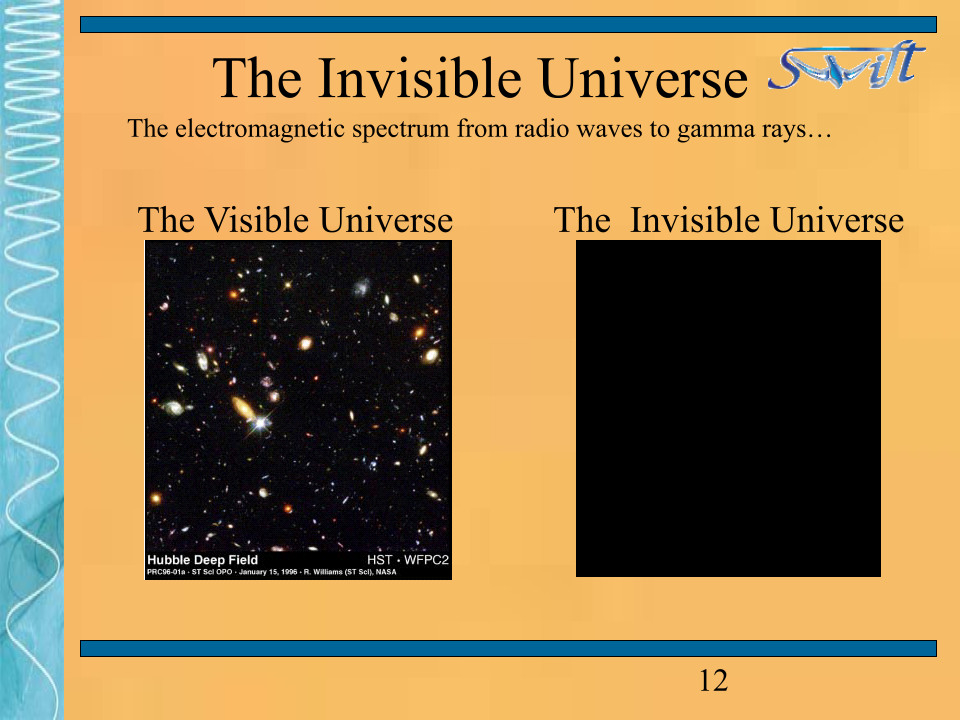 The Invisible Universe
Swift
The electromagnetic spectrum from radio waves to gamma rays…
The Visible Universe
The  Invisible Universe
Hubble Deep Field HST • WFPC2
PRC96-01a • ST ScI OPO • January 15, 1996 • R. Williams (ST ScI), NASA
12